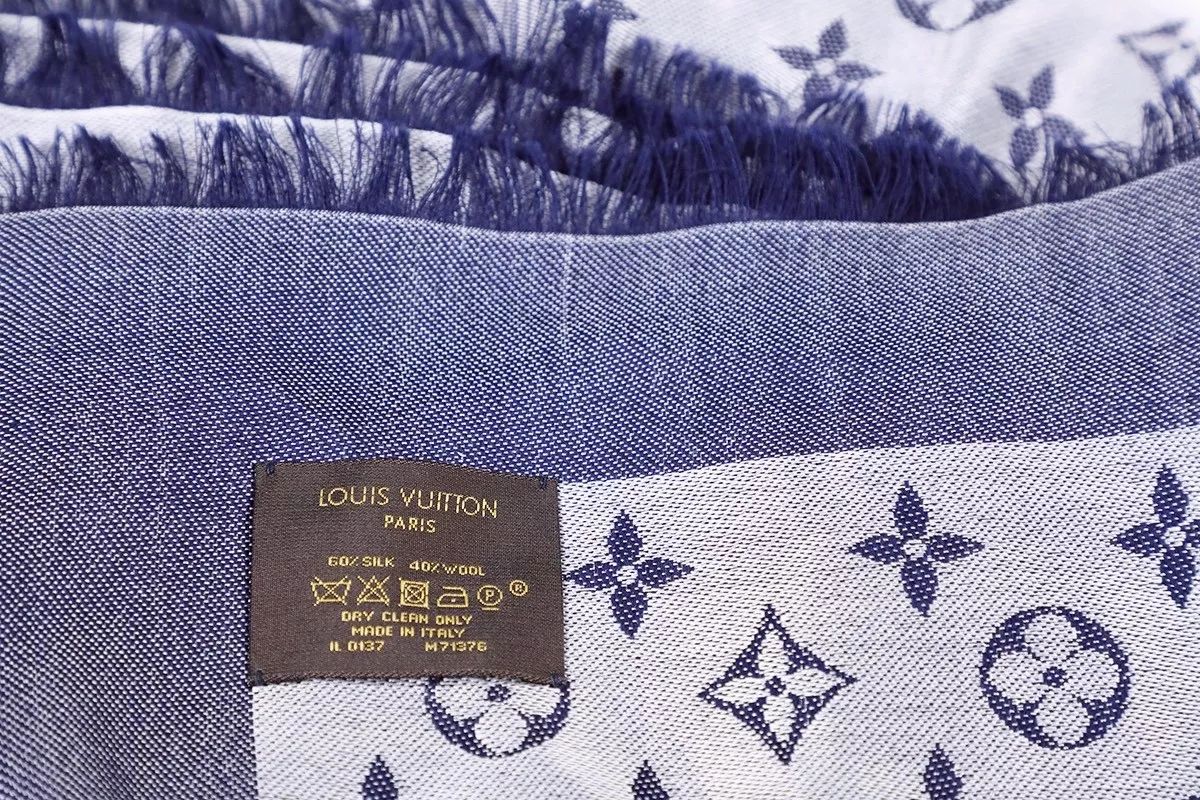 LOUIS VUITTON
PARIS
60% SILK 40% WOOL
P ®
DRY CLEAN ONLY
MADE IN ITALY
IL 0137 M71376